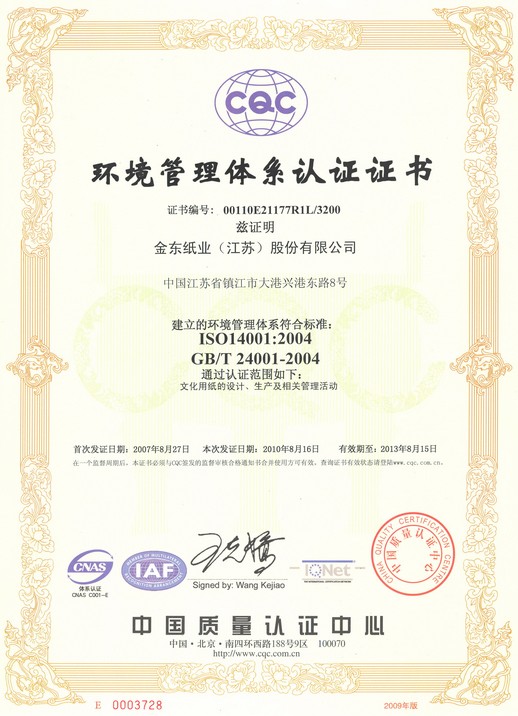 CQC
环境管理体系认证证书
证书编号: 00110E21177R1L/3200
兹证明
金东纸业（江苏）股份有限公司
中国江苏省镇江市大港兴港东路8号
建立的环境管理体系符合标准:
ISO14001:2004
GB/T 24001-2004
通过认证范围如下:
文化用纸的设计、生产及相关管理活动
首次发证日期: 2007年8月27日 本次发证日期: 2010年8月16日 有效期至: 2013年8月15日
在一个监督周期后，本证书必须与CQC签发的监督审核合格通知书合并使用方可有效。查询证书有效状态请登陆www.cqc.com.cn。
CNAS
体系认证
CNAS C001-E
MEMBER OF MULTILATERAL
IAF
RECOGNITION ARRANGEMENT
Signed by: Wang Kejiao
IQNet
THE INTERNATIONAL CERTIFICATION NETWORK
CHINA QUALITY CERTIFICATION CENTRE
中国质量认证中心
中国质量认证中心
中国·北京·南四环西路188号9区 100070
http://www.cqc.com.cn
E 0003728
2009年版